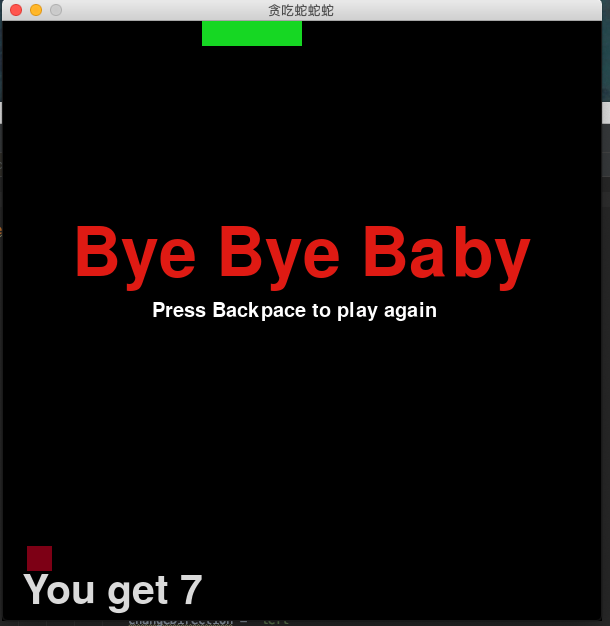 贪吃蛇蛇蛇
Bye Bye Baby
Press Backpace to play again
You get 7